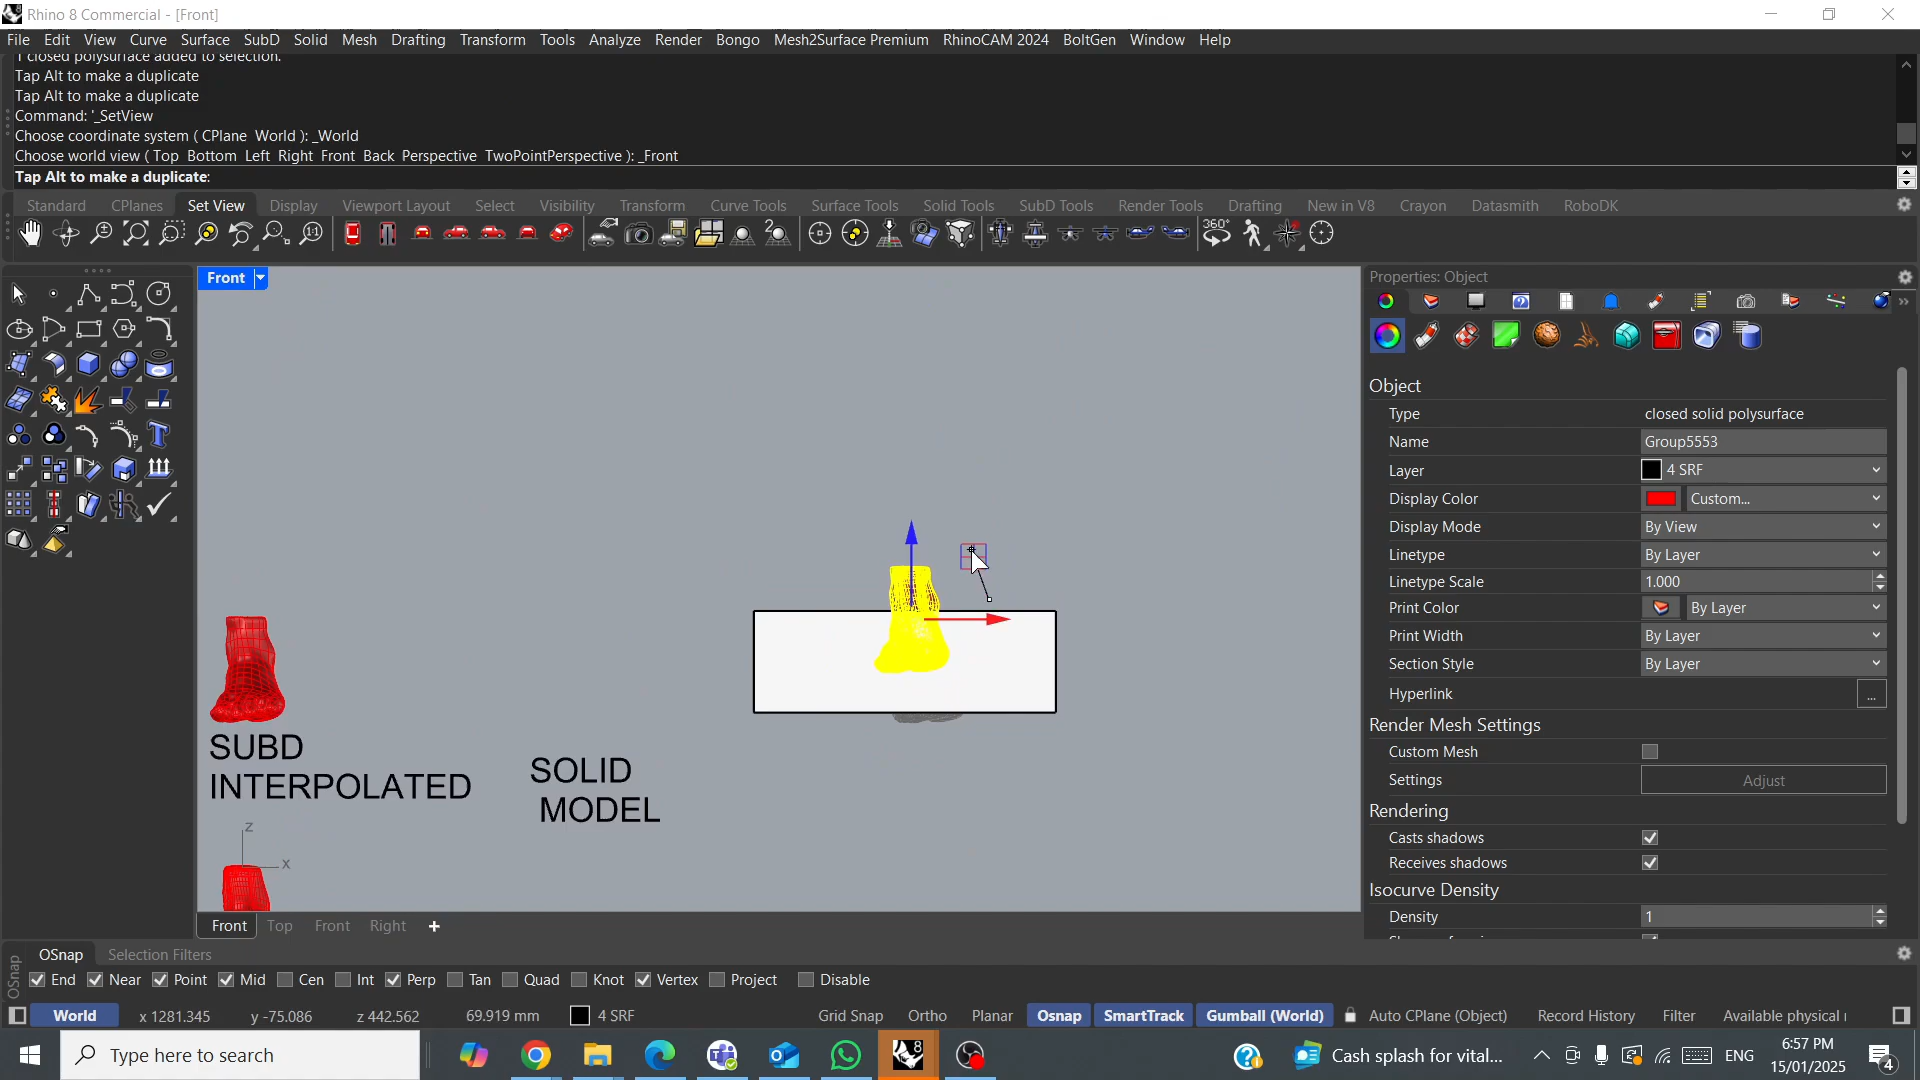 Rhino 8 Commercial - [Front]
File Edit View Curve Surface SubD Solid Mesh Drafting Transform Tools Analyze Render Bongo Mesh2Surface Premium RhinoCAM 2024 BoltGen Window Help
1 closed polysurface added to selection.
Tap Alt to make a duplicate
Tap Alt to make a duplicate
Command: '_SetView
Choose coordinate system ( CPlane World ): _World
Choose world view ( Top Bottom Left Right Front Back Perspective TwoPointPerspective ): _Front
Tap Alt to make a duplicate:
Standard CPlanes Set View Display Viewport Layout Select Visibility Transform Curve Tools Surface Tools Solid Tools SubD Tools Render Tools Drafting New in V8 Crayon Datasmith RoboDK
Front
SUBD
INTERPOLATED
SOLID
MODEL
z
x
Front Top Front Right
Properties: Object
Object
Type closed solid polysurface
Name Group5553
Layer 4 SRF
Display Color Custom...
Display Mode By View
Linetype By Layer
Linetype Scale 1.000
Print Color By Layer
Print Width By Layer
Section Style By Layer
Hyperlink ...
Render Mesh Settings
Custom Mesh
Settings Adjust
Rendering
Casts shadows
Receives shadows
Isocurve Density
Density 1
OSnap Selection Filters
OSnap
End Near Point Mid Cen Int Perp Tan Quad Knot Vertex Project Disable
World x 1281.345 y -75.086 z 442.562 69.919 mm 4 SRF Grid Snap Ortho Planar Osnap SmartTrack Gumball (World) Auto CPlane (Object) Record History Filter Available physical
Type here to search
Cash splash for vital...
ENG
6:57 PM
15/01/2025
4